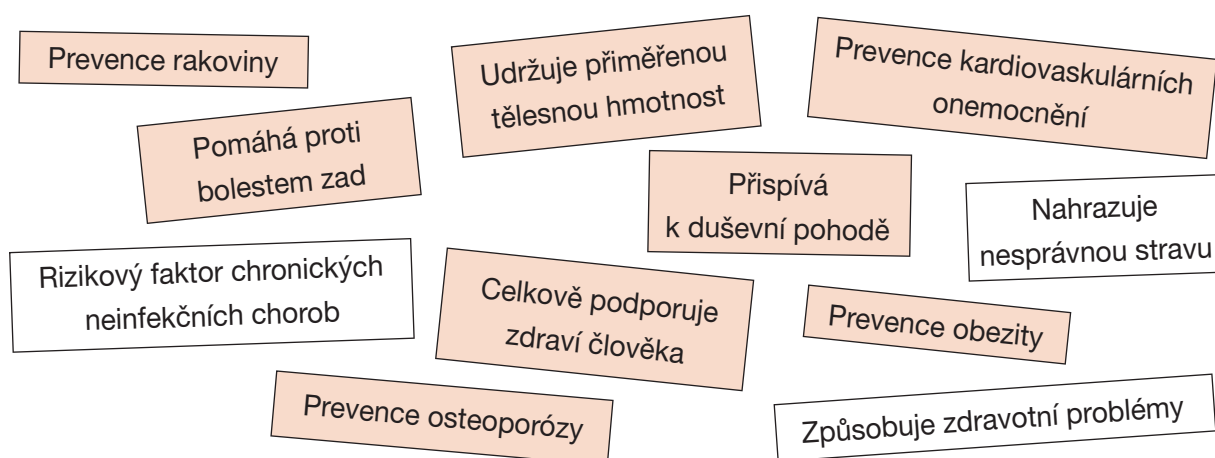 Prevence rakoviny
Udržuje přiměřenou
tělesnou hmotnost
Prevence kardiovaskulárních
onemocnění
Pomáhá proti
bolestem zad
Přispívá
k duševní pohodě
Nahrazuje
nesprávnou stravu
Rizikový faktor chronických
neinfekčních chorob
Celkově podporuje
zdraví člověka
Prevence obezity
Prevence osteoporózy
Způsobuje zdravotní problémy